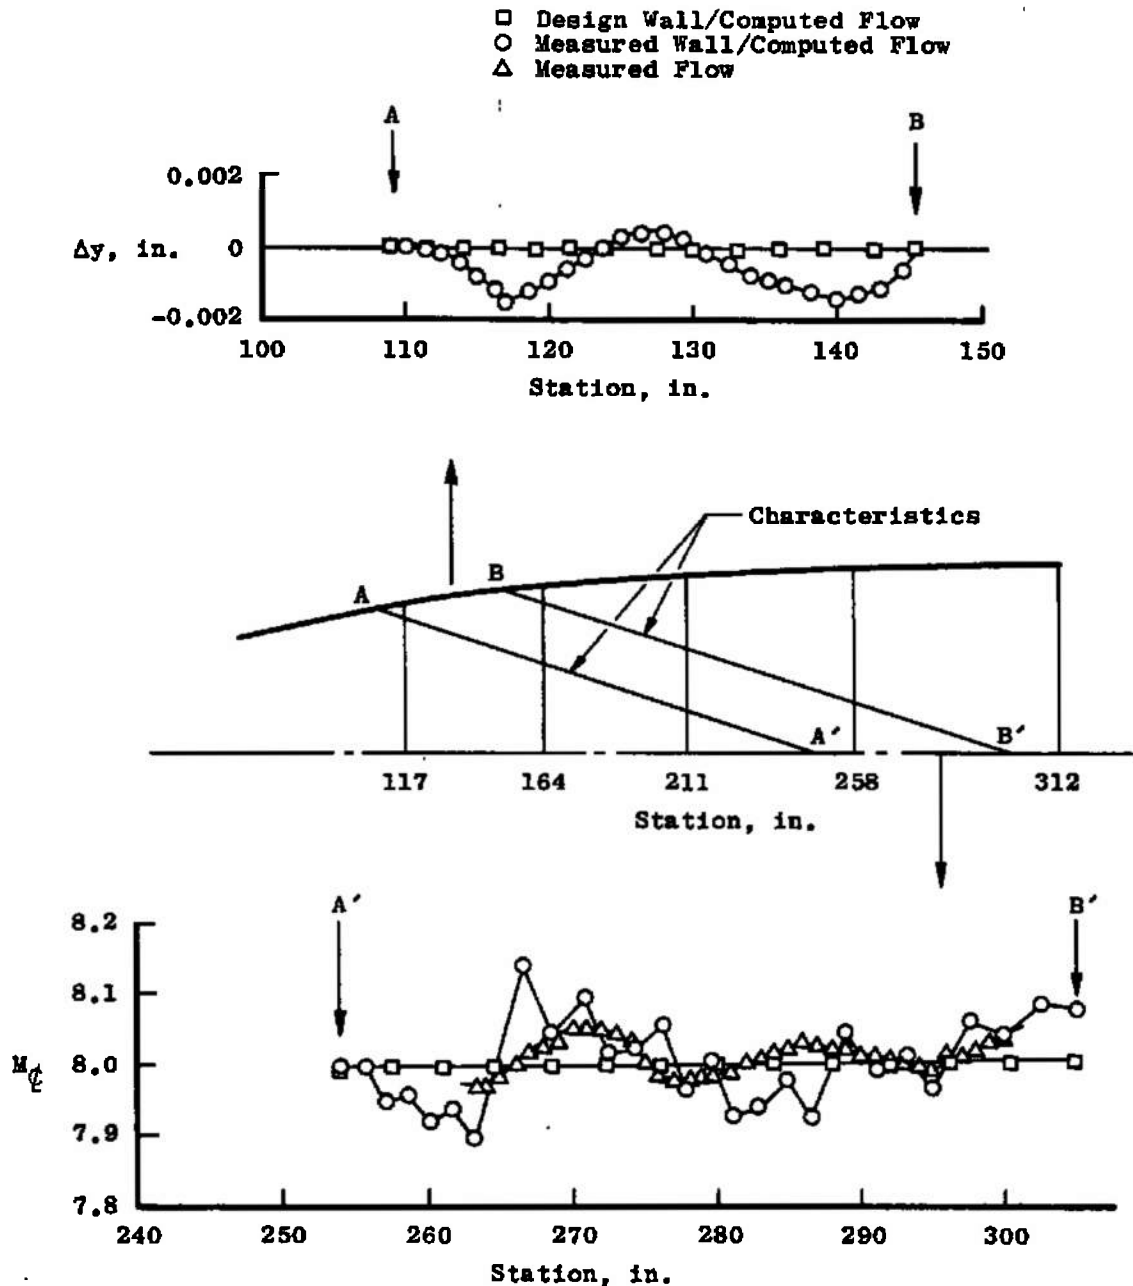 □ Design Wall/Computed Flow
○ Measured Wall/Computed Flow
△ Measured Flow
A
B
0.002
Δy, in. 0
-0.002
100 110 120 130 140 150
Station, in.
Characteristics
A
B
A′
B′
117 164 211 258 312
Station, in.
A′
B′
8.2
8.1
M℄ 8.0
7.9
7.8
240 250 260 270 280 290 300
Station, in.